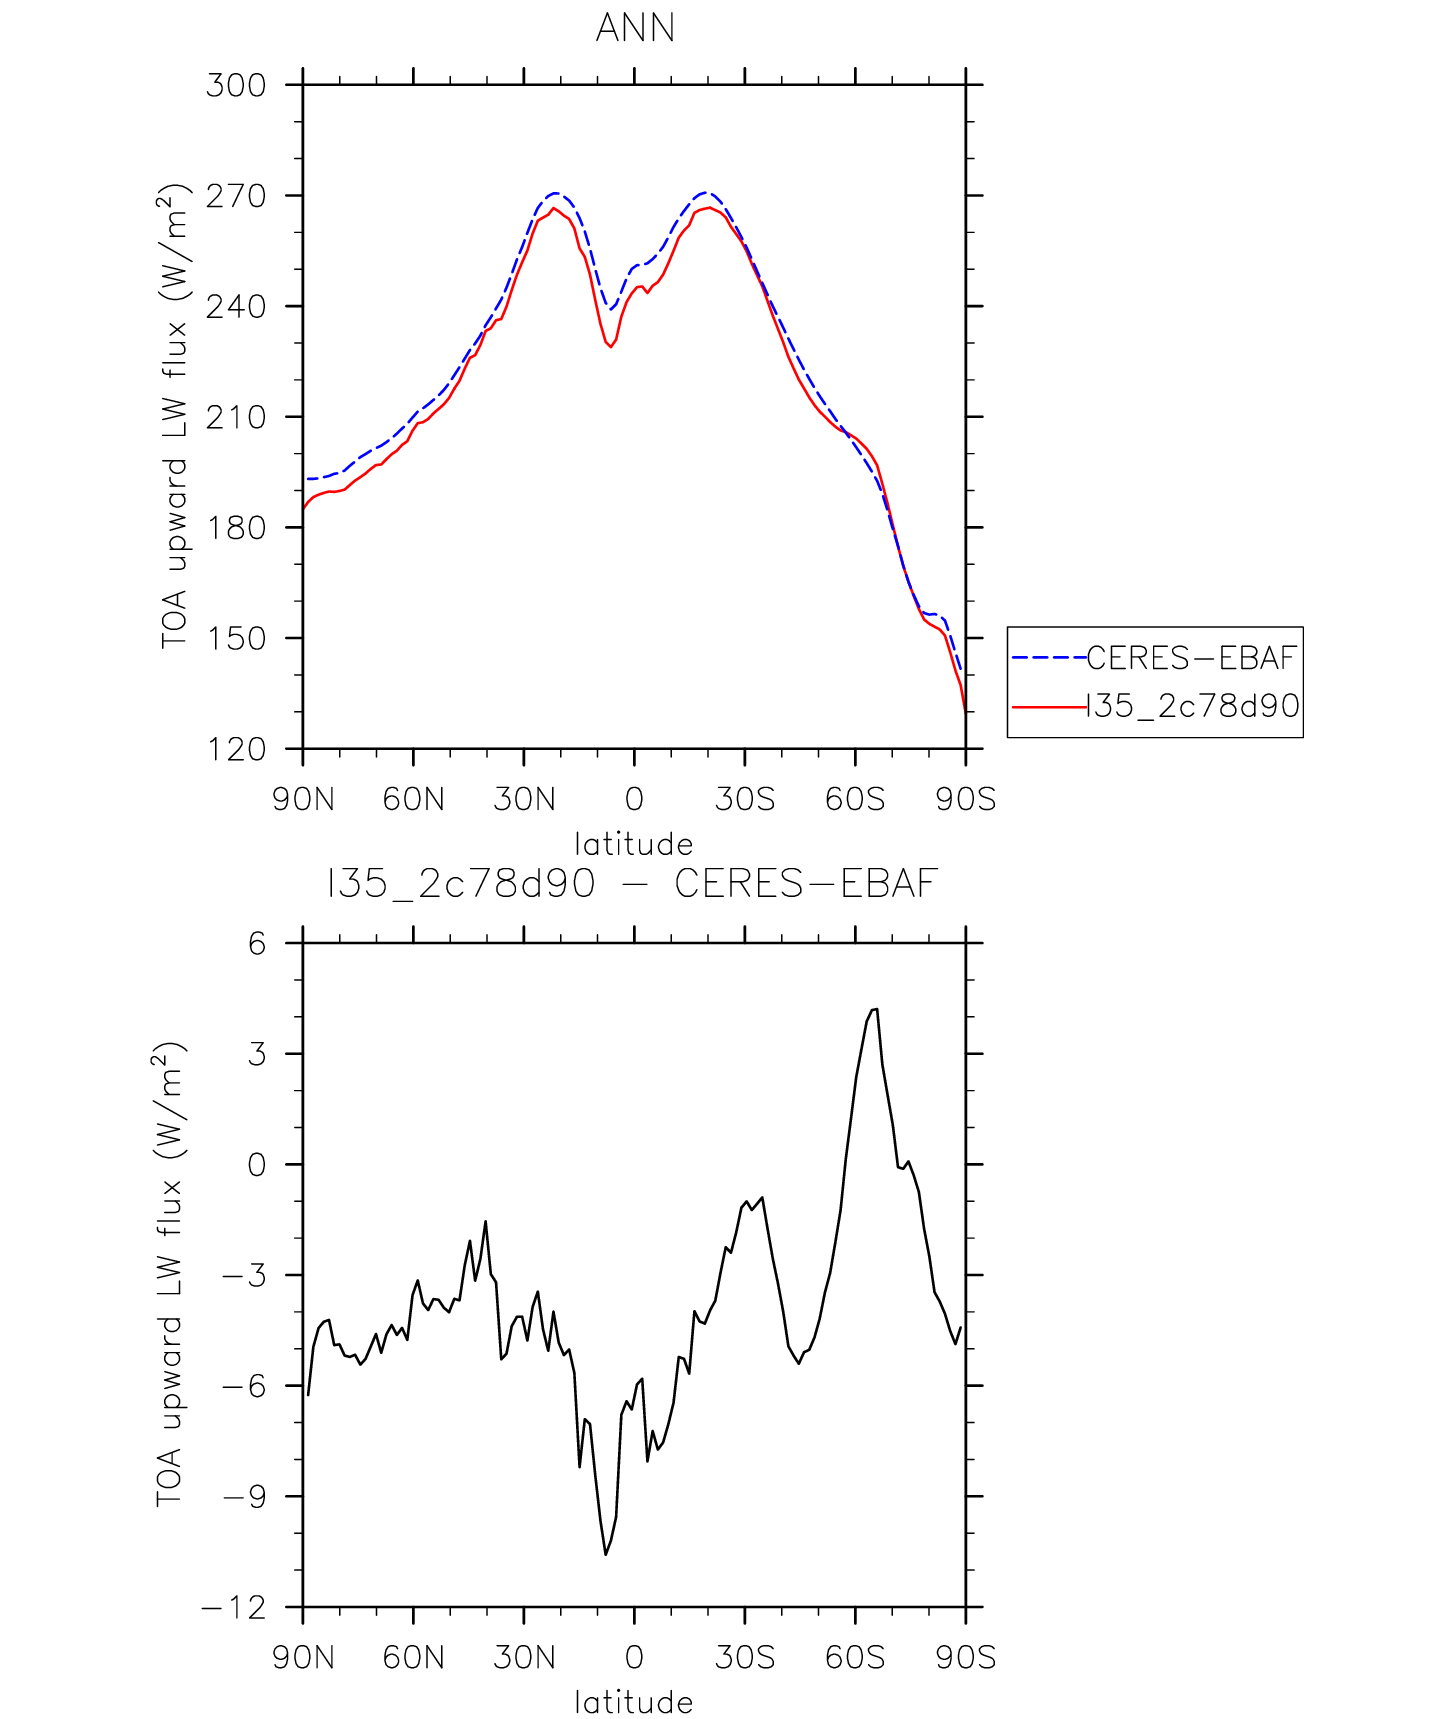 ANN
TOA upward LW flux (W/m²)
300
270
240
210
180
150
120
90N 60N 30N 0 30S 60S 90S
latitude
CERES-EBAF
I35_2c78d90
I35_2c78d90 - CERES-EBAF
TOA upward LW flux (W/m²)
6
3
0
-3
-6
-9
-12
90N 60N 30N 0 30S 60S 90S
latitude